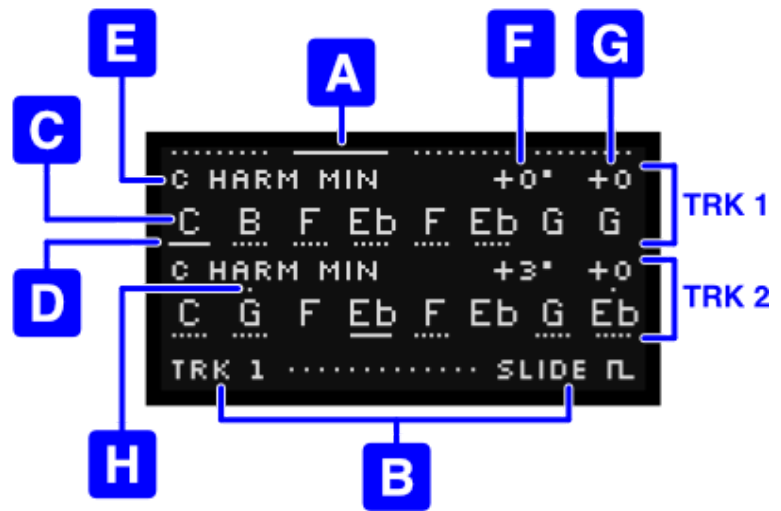 E
A
F
G
C
C HARM MIN +0° +0
TRK 1
C B F Eb F Eb G G
D
C HARM MIN +3° +0
TRK 2
C G F Eb F Eb G Eb
TRK 1 SLIDE
H
B